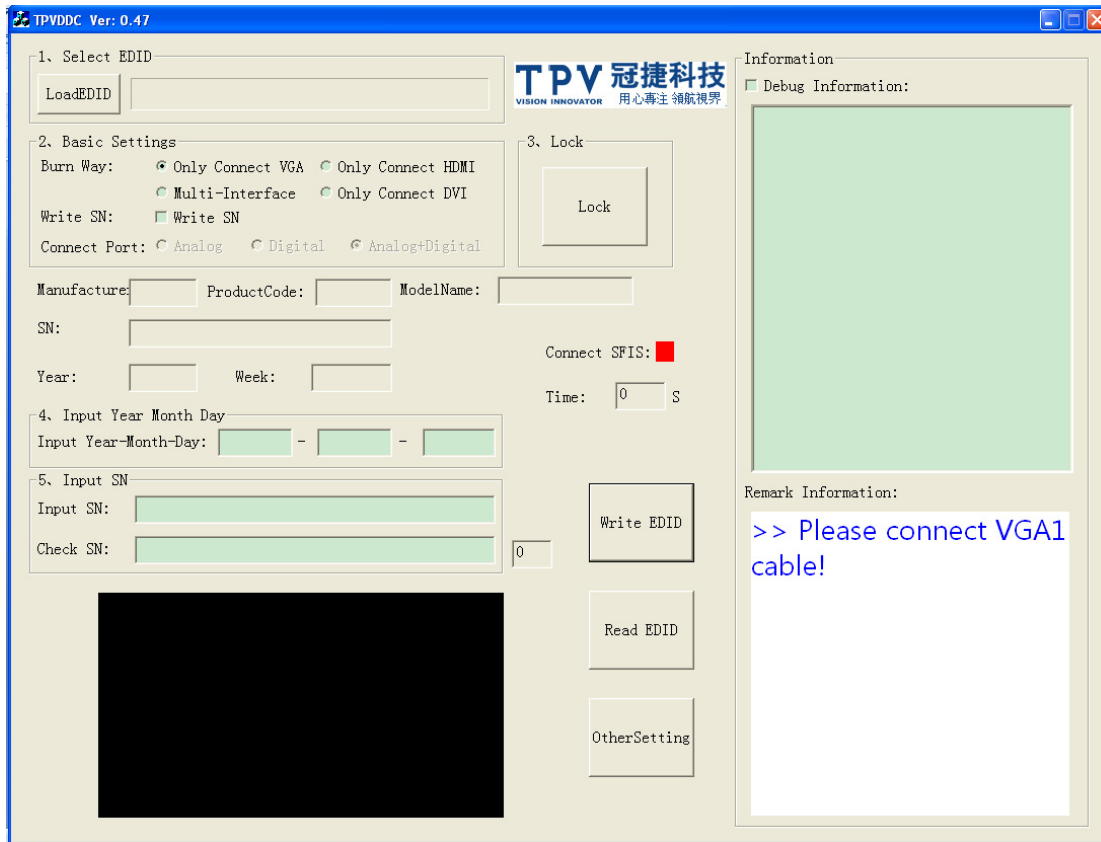 TPVDDC Ver: 0.47
1、Select EDID
LoadEDID
TPV 冠捷科技
VISION INNOVATOR 用心專注 領航視界
2、Basic Settings
Burn Way:
Only Connect VGA
Only Connect HDMI
Multi-Interface
Only Connect DVI
Write SN:
Write SN
Connect Port:
Analog
Digital
Analog+Digital
3、Lock
Lock
Manufacture:
ProductCode:
ModelName:
SN:
Year:
Week:
Connect SFIS:
Time:
0
S
4、Input Year Month Day
Input Year-Month-Day:
-
-
5、Input SN
Input SN:
Check SN:
0
Write EDID
Read EDID
OtherSetting
Information
Debug Information:
Remark Information:
>> Please connect VGA1
cable!